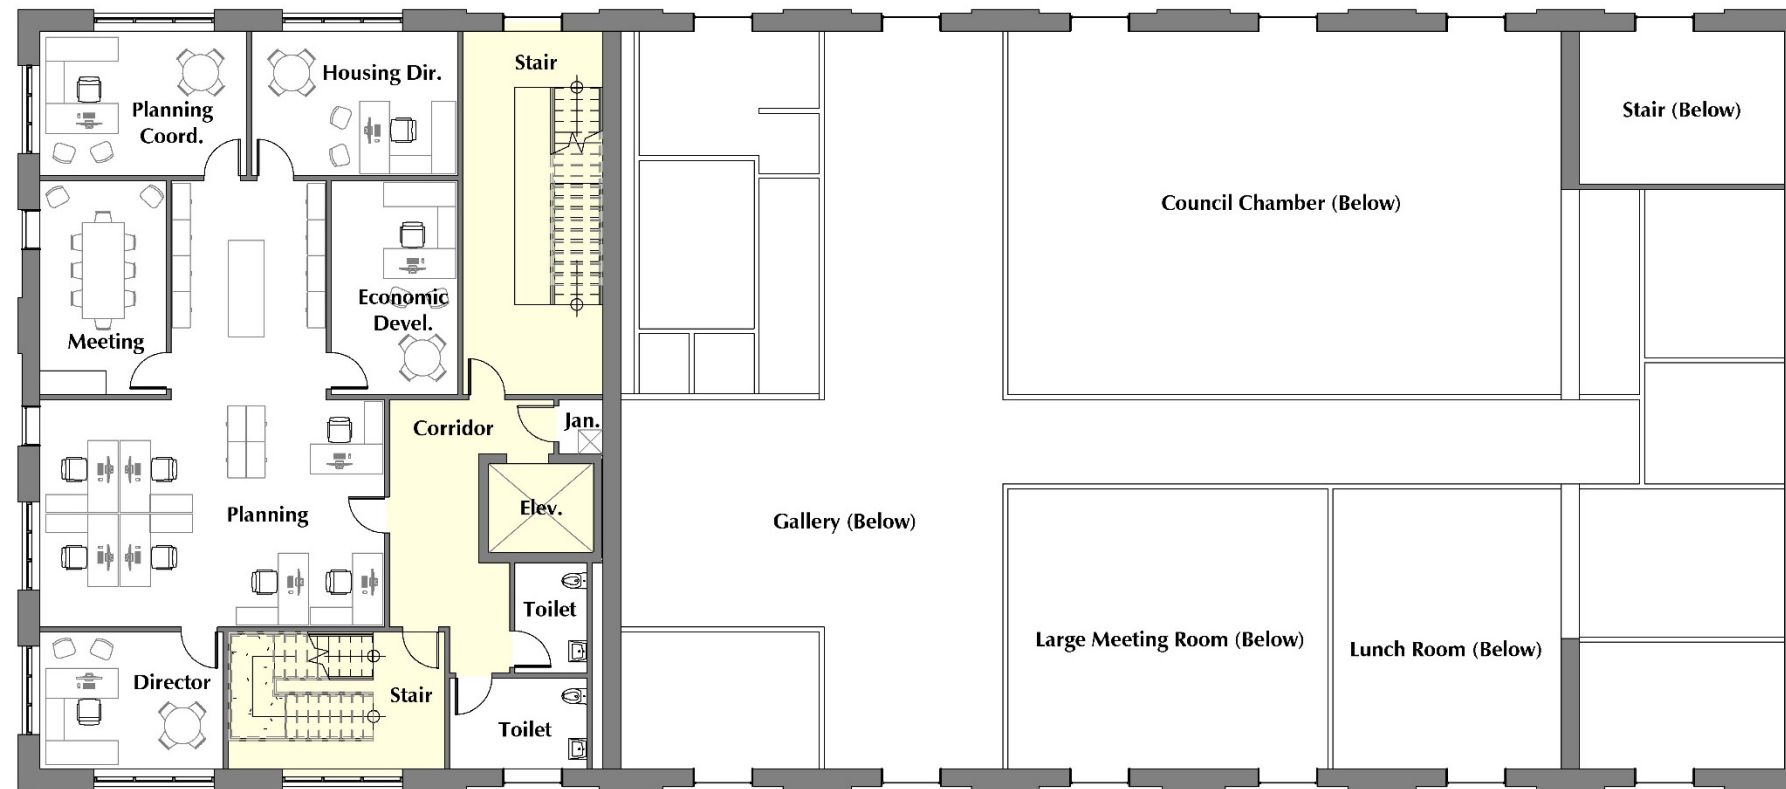 Stair
Housing Dir.
Planning
Coord.
Stair (Below)
Council Chamber (Below)
Economic
Devel.
Meeting
Jan.
Corridor
Elev.
Planning
Gallery (Below)
Toilet
Large Meeting Room (Below)
Lunch Room (Below)
Director
Stair
Toilet